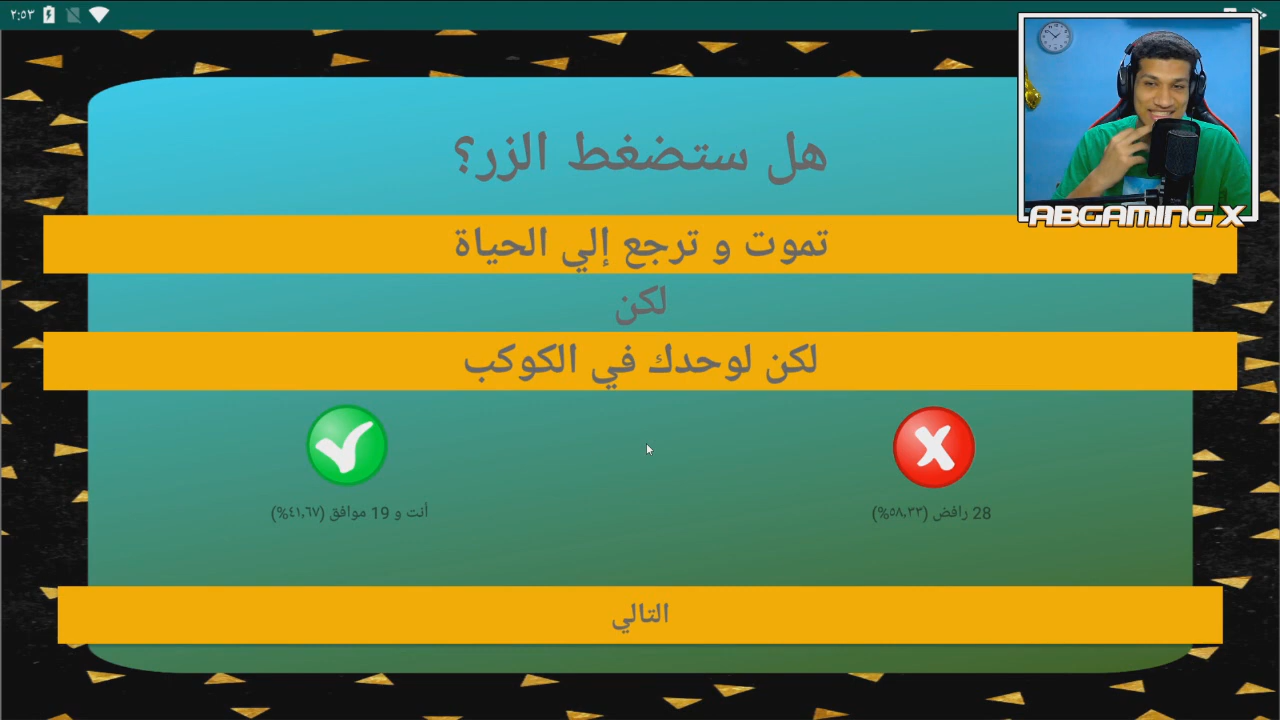 ٢:٥٣
ABGAMING X
هل ستضغط الزر؟
تموت و ترجع إلي الحياة
لكن
لكن لوحدك في الكوكب
أنت و 19 موافق (٤١,٦٧%)
28 رافض (٥٨,٣٣%)
التالي